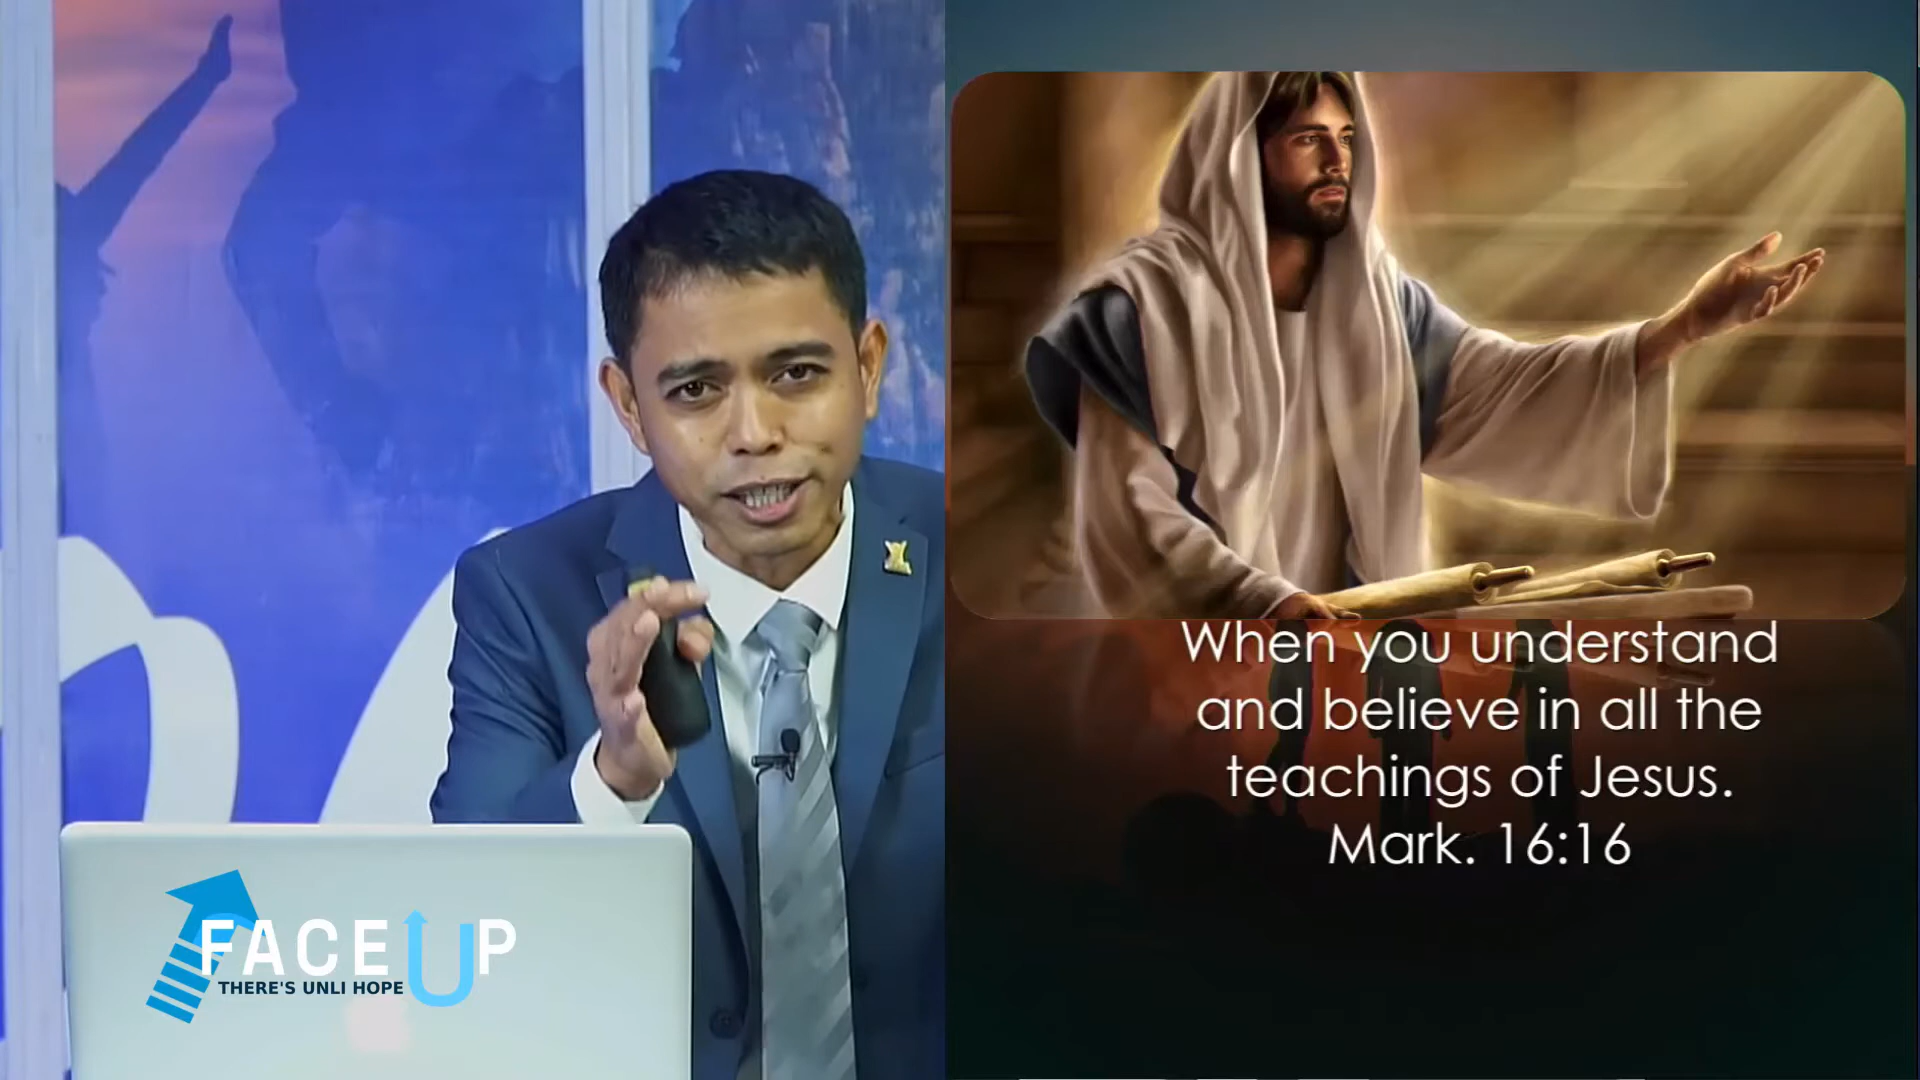 FACE UP
THERE'S UNLI HOPE
When you understand
and believe in all the
teachings of Jesus.
Mark. 16:16